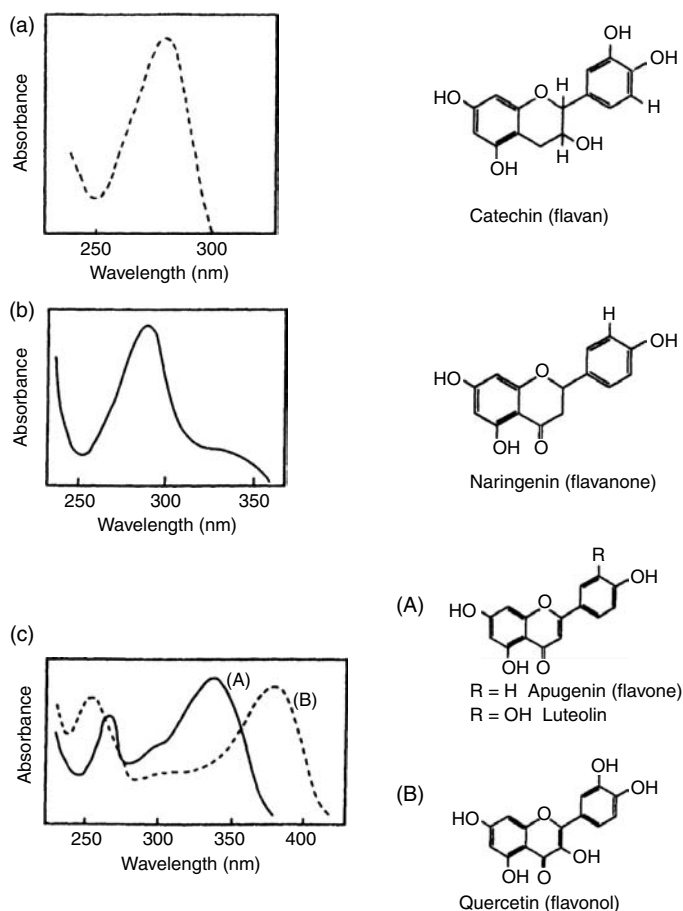 (a)
Absorbance
250 300
Wavelength (nm)
OH
OH
HO
O
H
H
OH
H
OH
Catechin (flavan)
(b)
Absorbance
250 300 350
Wavelength (nm)
H
OH
HO
O
OH
O
Naringenin (flavanone)
(c)
Absorbance
(A)
(B)
250 300 350 400
Wavelength (nm)
(A)
R
OH
HO
O
OH O
R = H Apugenin (flavone)
R = OH Luteolin
(B)
OH
OH
HO
O
OH
OH O
Quercetin (flavonol)